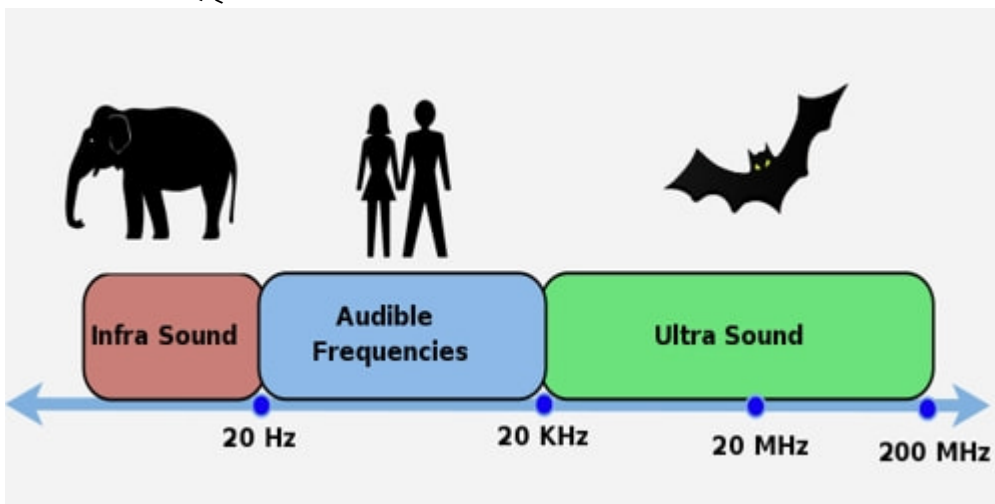 Infra Sound
Audible
Frequencies
Ultra Sound
20 Hz
20 KHz
20 MHz
200 MHz